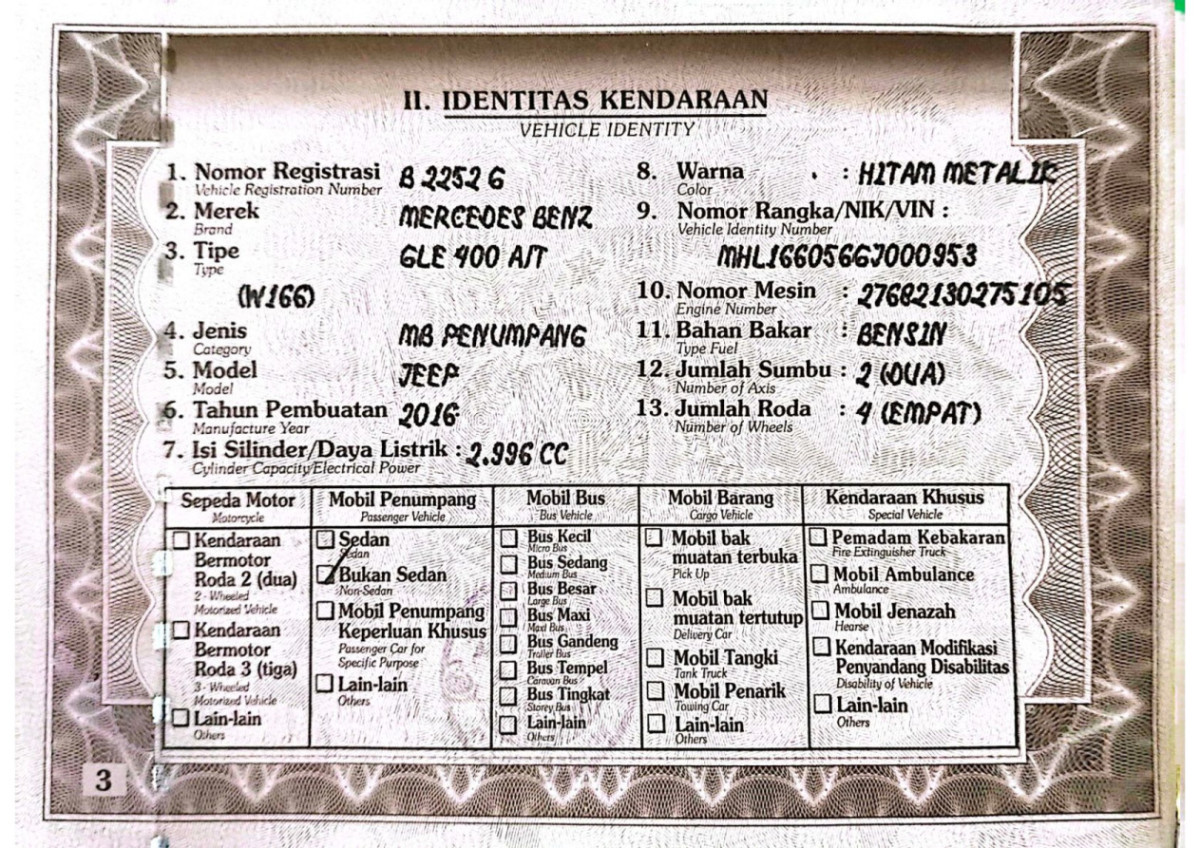 II. IDENTITAS KENDARAAN
VEHICLE IDENTITY
1. Nomor Registrasi B 2252 G
Vehicle Registration Number
2. Merek MERCEDES BENZ
Brand
3. Tipe GLE 400 A/T
Type
(W166)
4. Jenis MB PENUMPANG
Category
5. Model JEEP
Model
6. Tahun Pembuatan 2016
Manufacture Year
7. Isi Silinder/Daya Listrik : 2.996 CC
Cylinder Capacity/Electrical Power
8. Warna : HITAM METALIK
Color
9. Nomor Rangka/NIK/VIN :
Vehicle Identity Number
MHL166056GJ000953
10. Nomor Mesin : 27682130275105
Engine Number
11. Bahan Bakar : BENSIN
Type Fuel
12. Jumlah Sumbu : 2 (DUA)
Number of Axis
13. Jumlah Roda : 4 (EMPAT)
Number of Wheels
Sepeda Motor
Motorcycle
Kendaraan
Bermotor
Roda 2 (dua)
2 - Wheeled
Motorized Vehicle
Kendaraan
Bermotor
Roda 3 (tiga)
3 - Wheeled
Motorized Vehicle
Lain-lain
Others
Mobil Penumpang
Passenger Vehicle
Sedan
Sedan
Bukan Sedan
Non-Sedan
Mobil Penumpang
Keperluan Khusus
Passenger Car for
Specific Purpose
Lain-lain
Others
Mobil Bus
Bus Vehicle
Bus Kecil
Micro Bus
Bus Sedang
Medium Bus
Bus Besar
Large Bus
Bus Maxi
Maxi Bus
Bus Gandeng
Trailer Bus
Bus Tempel
Caravan Bus
Bus Tingkat
Storey Bus
Lain-lain
Others
Mobil Barang
Cargo Vehicle
Mobil bak
muatan terbuka
Pick Up
Mobil bak
muatan tertutup
Delivery Car
Mobil Tangki
Tank Truck
Mobil Penarik
Towing Car
Lain-lain
Others
Kendaraan Khusus
Special Vehicle
Pemadam Kebakaran
Fire Extinguisher Truck
Mobil Ambulance
Ambulance
Mobil Jenazah
Hearse
Kendaraan Modifikasi
Penyandang Disabilitas
Disability of Vehicle
Lain-lain
Others
3